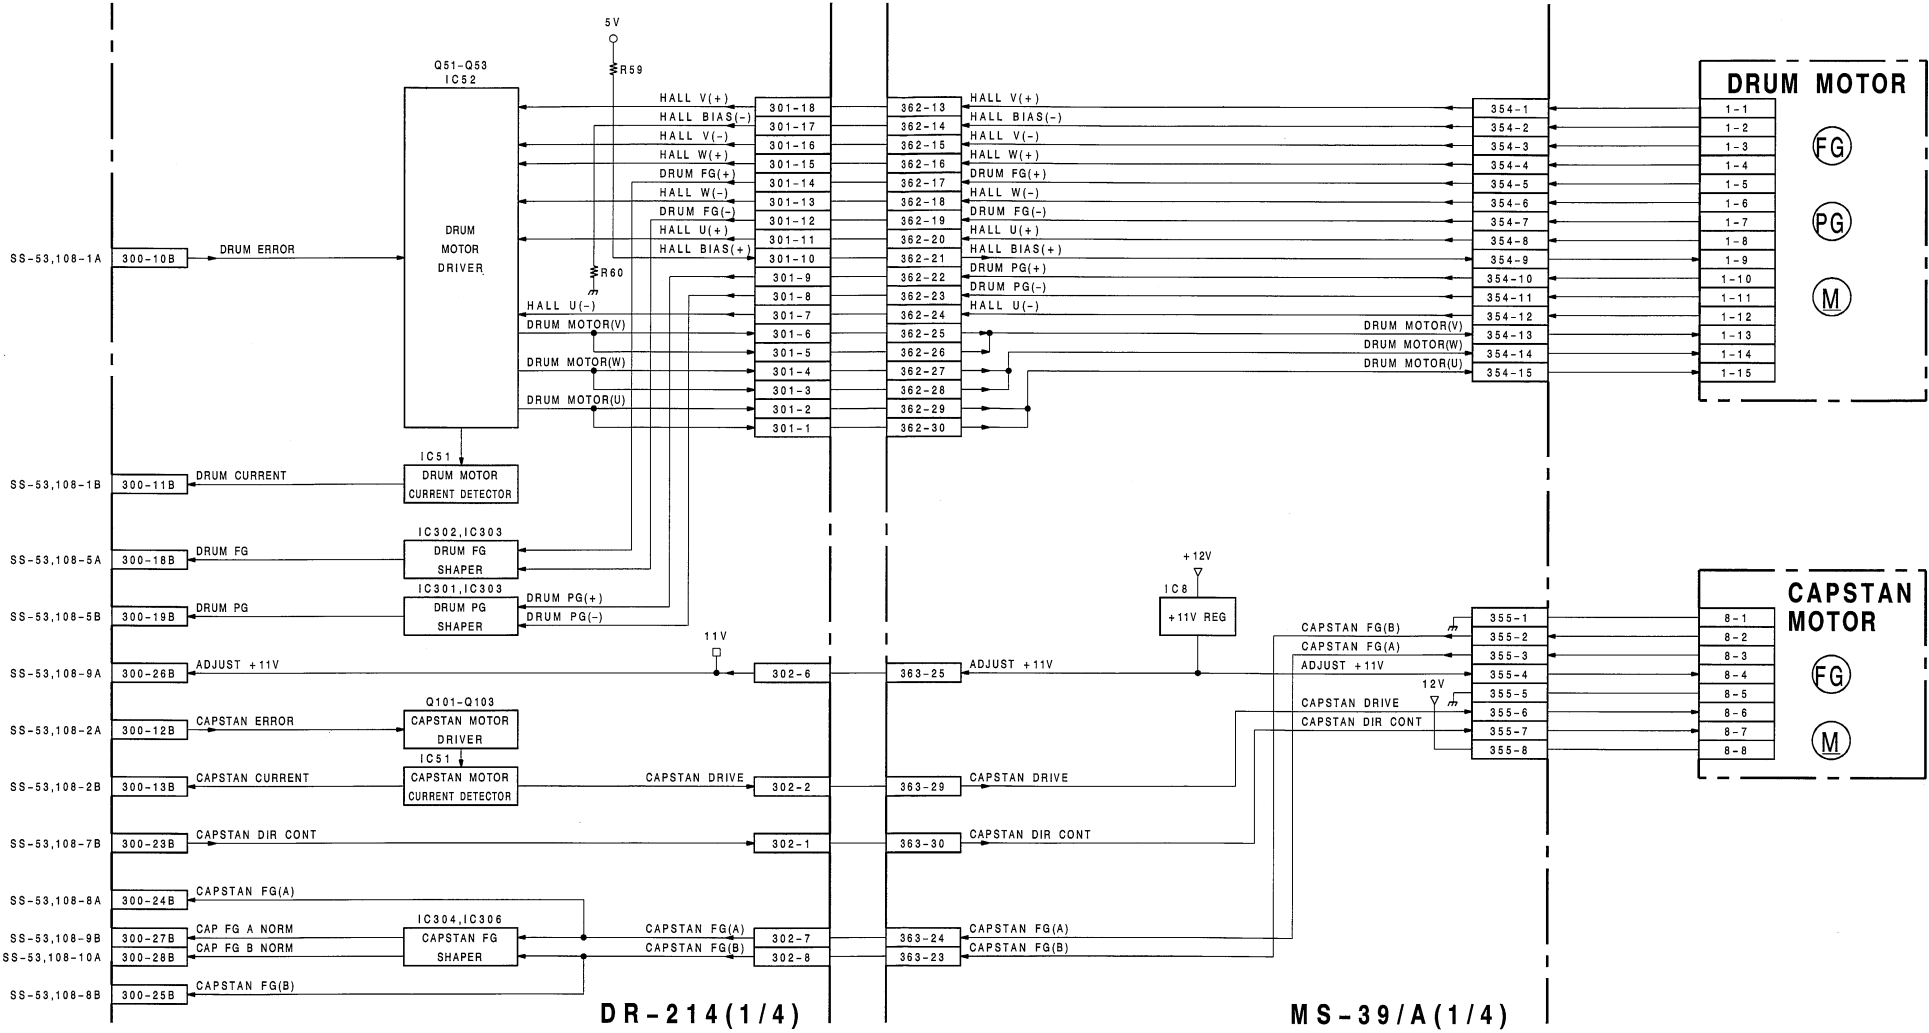 5V
R59
Q51-Q53
IC52
DRUM
MOTOR
DRIVER
SS-53,108-1A
300-10B
DRUM ERROR
HALL V(+)
HALL BIAS(-)
HALL V(-)
HALL W(+)
DRUM FG(+)
HALL W(-)
DRUM FG(-)
HALL U(+)
HALL BIAS(+)
R60
HALL U(-)
DRUM MOTOR(V)
DRUM MOTOR(W)
DRUM MOTOR(U)
301-18
301-17
301-16
301-15
301-14
301-13
301-12
301-11
301-10
301-9
301-8
301-7
301-6
301-5
301-4
301-3
301-2
301-1
362-13
362-14
362-15
362-16
362-17
362-18
362-19
362-20
362-21
362-22
362-23
362-24
362-25
362-26
362-27
362-28
362-29
362-30
HALL V(+)
HALL BIAS(-)
HALL V(-)
HALL W(+)
DRUM FG(+)
HALL W(-)
DRUM FG(-)
HALL U(+)
HALL BIAS(+)
DRUM PG(+)
DRUM PG(-)
HALL U(-)
DRUM MOTOR(V)
DRUM MOTOR(W)
DRUM MOTOR(U)
354-1
354-2
354-3
354-4
354-5
354-6
354-7
354-8
354-9
354-10
354-11
354-12
354-13
354-14
354-15
DRUM MOTOR
1-1
1-2
1-3
1-4
1-5
1-6
1-7
1-8
1-9
1-10
1-11
1-12
1-13
1-14
1-15
FG
PG
M
IC51
SS-53,108-1B
300-11B
DRUM CURRENT
DRUM MOTOR
CURRENT DETECTOR
IC302,IC303
SS-53,108-5A
300-18B
DRUM FG
DRUM FG
SHAPER
IC301,IC303
SS-53,108-5B
300-19B
DRUM PG
DRUM PG
SHAPER
DRUM PG(+)
DRUM PG(-)
11V
SS-53,108-9A
300-26B
ADJUST +11V
302-6
363-25
ADJUST +11V
+12V
IC8
+11V REG
Q101-Q103
SS-53,108-2A
300-12B
CAPSTAN ERROR
CAPSTAN MOTOR
DRIVER
IC51
SS-53,108-2B
300-13B
CAPSTAN CURRENT
CAPSTAN MOTOR
CURRENT DETECTOR
CAPSTAN DRIVE
302-2
363-29
CAPSTAN DRIVE
SS-53,108-7B
300-23B
CAPSTAN DIR CONT
302-1
363-30
CAPSTAN DIR CONT
CAPSTAN FG(B)
CAPSTAN FG(A)
ADJUST +11V
12V
CAPSTAN DRIVE
CAPSTAN DIR CONT
355-1
355-2
355-3
355-4
355-5
355-6
355-7
355-8
CAPSTAN
MOTOR
8-1
8-2
8-3
8-4
8-5
8-6
8-7
8-8
FG
M
SS-53,108-8A
300-24B
CAPSTAN FG(A)
IC304,IC306
SS-53,108-9B
300-27B
CAP FG A NORM
SS-53,108-10A
300-28B
CAP FG B NORM
CAPSTAN FG
SHAPER
CAPSTAN FG(A)
CAPSTAN FG(B)
302-7
302-8
363-24
363-23
CAPSTAN FG(A)
CAPSTAN FG(B)
SS-53,108-8B
300-25B
CAPSTAN FG(B)
DR-214(1/4)
MS-39/A(1/4)